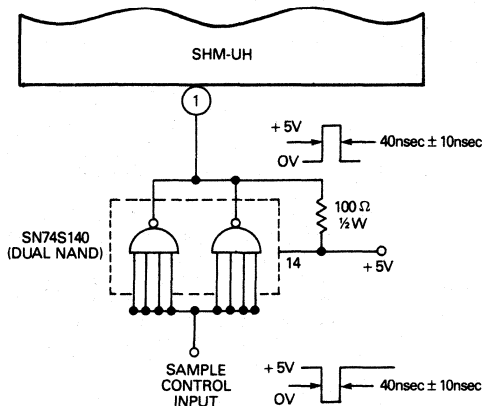 SHM-UH
1
+5V
0V
40nsec ± 10nsec
100 Ω
½W
SN74S140
(DUAL NAND)
14
+5V
SAMPLE
CONTROL
INPUT
+5V
0V
40nsec ± 10nsec